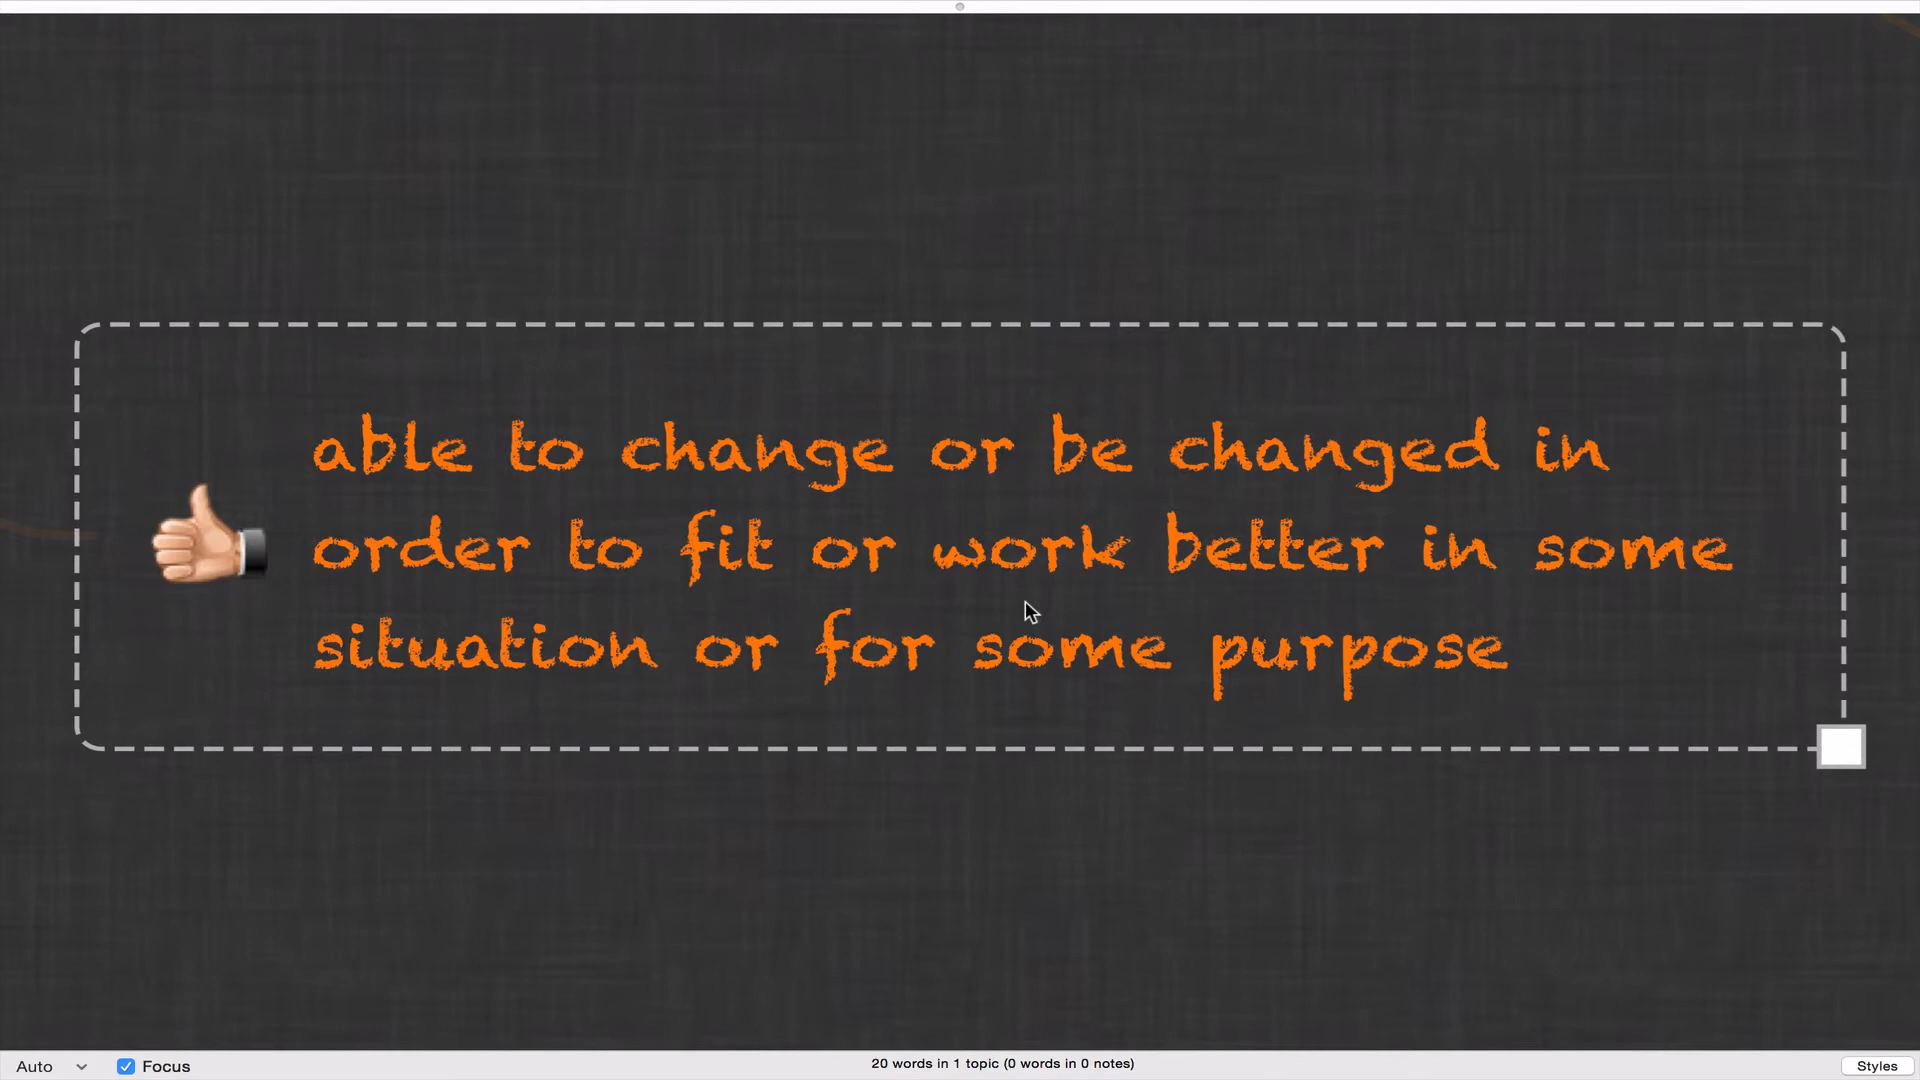 able to change or be changed in
order to fit or work better in some
situation or for some purpose
Auto
Focus
20 words in 1 topic (0 words in 0 notes)
Styles